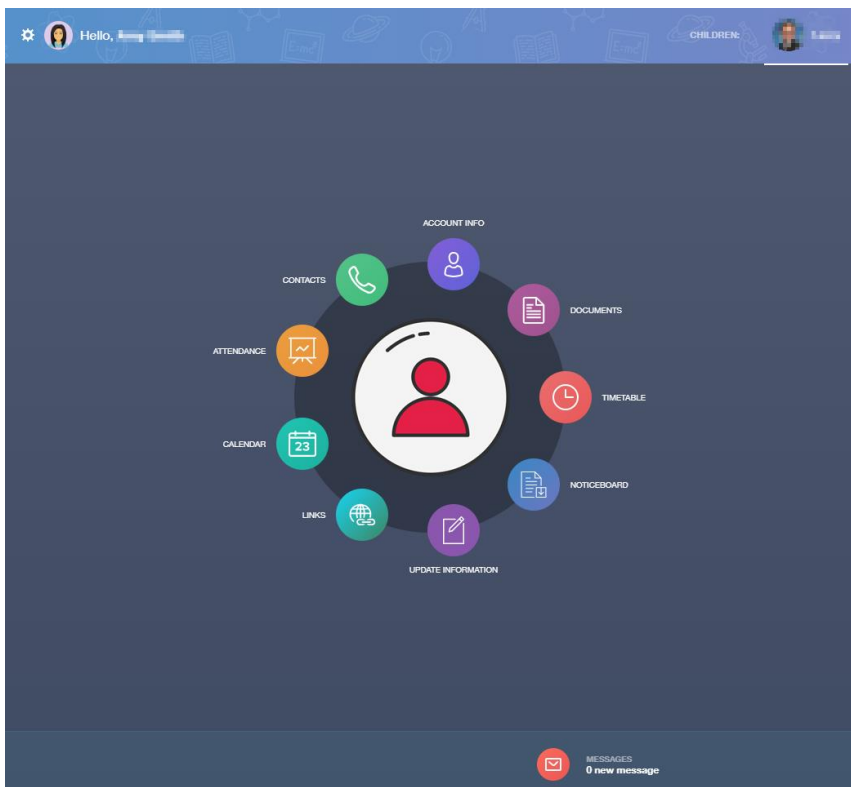 Hello,
CHILDREN:
ACCOUNT INFO
CONTACTS
DOCUMENTS
ATTENDANCE
TIMETABLE
CALENDAR
23
NOTICEBOARD
LINKS
UPDATE INFORMATION
MESSAGES
0 new message